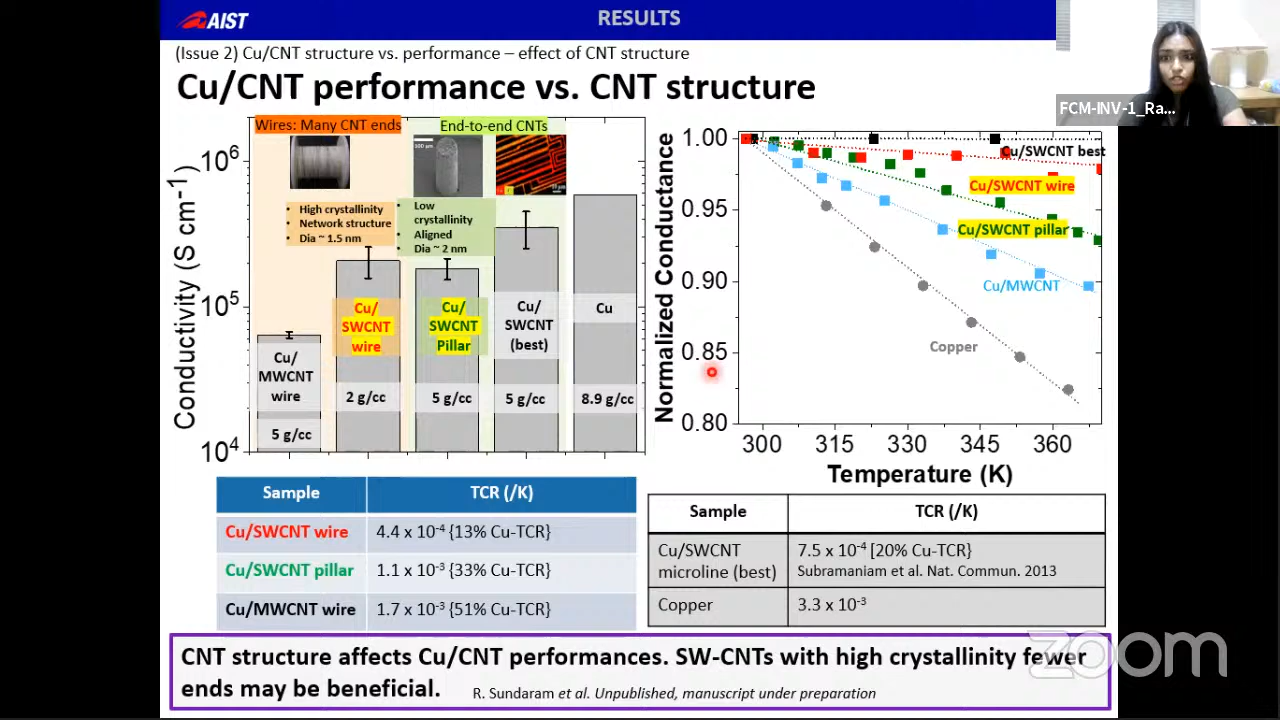 AIST
RESULTS
(Issue 2) Cu/CNT structure vs. performance – effect of CNT structure
Cu/CNT performance vs. CNT structure
FCM-INV-1_Ra...
Wires: Many CNT ends
End-to-end CNTs
• High crystallinity
• Network structure
• Dia ~ 1.5 nm
• Low
crystallinity
• Aligned
• Dia ~ 2 nm
Conductivity (S cm-1)
10⁶
10⁵
10⁴
Cu/
MWCNT
wire
5 g/cc
Cu/
SWCNT
wire
2 g/cc
Cu/
SWCNT
Pillar
5 g/cc
Cu/
SWCNT
(best)
5 g/cc
Cu
8.9 g/cc
Normalized Conductance
1.00
0.95
0.90
0.85
0.80
Cu/SWCNT best
Cu/SWCNT wire
Cu/SWCNT pillar
Cu/MWCNT
Copper
300 315 330 345 360
Temperature (K)
Sample TCR (/K)
Cu/SWCNT wire 4.4 x 10⁻⁴ {13% Cu-TCR}
Cu/SWCNT pillar 1.1 x 10⁻³ {33% Cu-TCR}
Cu/MWCNT wire 1.7 x 10⁻³ {51% Cu-TCR}
Sample TCR (/K)
Cu/SWCNT 7.5 x 10⁻⁴ [20% Cu-TCR}
microline (best) Subramaniam et al. Nat. Commun. 2013
Copper 3.3 x 10⁻³
CNT structure affects Cu/CNT performances. SW-CNTs with high crystallinity fewer
ends may be beneficial. R. Sundaram et al. Unpublished, manuscript under preparation
zoom